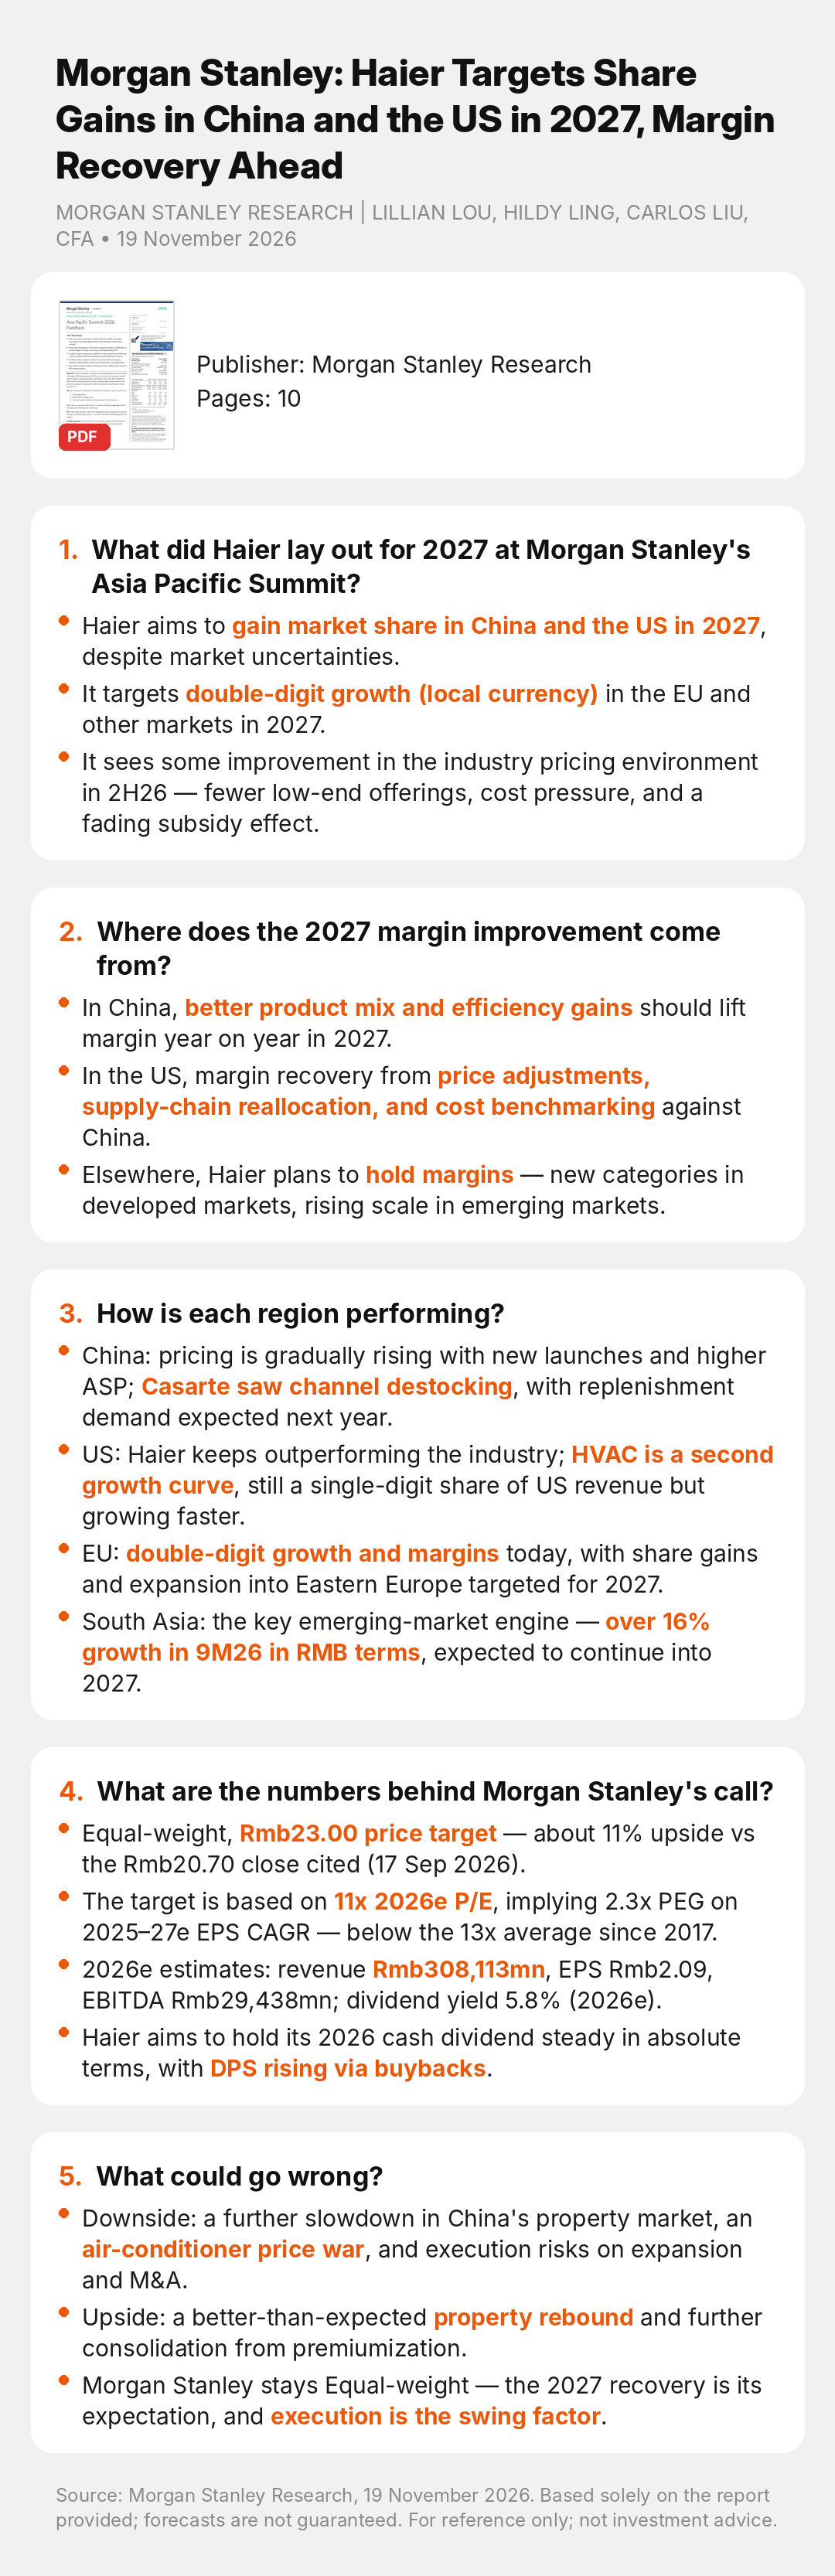 Morgan Stanley: Haier Targets Share
Gains in China and the US in 2027, Margin
Recovery Ahead
MORGAN STANLEY RESEARCH | LILLIAN LOU, HILDY LING, CARLOS LIU,
CFA • 19 November 2026
Morgan Stanley
Asia Pacific Summit 2026
Feedback
PDF
Publisher: Morgan Stanley Research
Pages: 10
1. What did Haier lay out for 2027 at Morgan Stanley's
Asia Pacific Summit?
• Haier aims to gain market share in China and the US in 2027,
despite market uncertainties.
• It targets double-digit growth (local currency) in the EU and
other markets in 2027.
• It sees some improvement in the industry pricing environment
in 2H26 — fewer low-end offerings, cost pressure, and a
fading subsidy effect.
2. Where does the 2027 margin improvement come
from?
• In China, better product mix and efficiency gains should lift
margin year on year in 2027.
• In the US, margin recovery from price adjustments,
supply-chain reallocation, and cost benchmarking against
China.
• Elsewhere, Haier plans to hold margins — new categories in
developed markets, rising scale in emerging markets.
3. How is each region performing?
• China: pricing is gradually rising with new launches and higher
ASP; Casarte saw channel destocking, with replenishment
demand expected next year.
• US: Haier keeps outperforming the industry; HVAC is a second
growth curve, still a single-digit share of US revenue but
growing faster.
• EU: double-digit growth and margins today, with share gains
and expansion into Eastern Europe targeted for 2027.
• South Asia: the key emerging-market engine — over 16%
growth in 9M26 in RMB terms, expected to continue into
2027.
4. What are the numbers behind Morgan Stanley's call?
• Equal-weight, Rmb23.00 price target — about 11% upside vs
the Rmb20.70 close cited (17 Sep 2026).
• The target is based on 11x 2026e P/E, implying 2.3x PEG on
2025–27e EPS CAGR — below the 13x average since 2017.
• 2026e estimates: revenue Rmb308,113mn, EPS Rmb2.09,
EBITDA Rmb29,438mn; dividend yield 5.8% (2026e).
• Haier aims to hold its 2026 cash dividend steady in absolute
terms, with DPS rising via buybacks.
5. What could go wrong?
• Downside: a further slowdown in China's property market, an
air-conditioner price war, and execution risks on expansion
and M&A.
• Upside: a better-than-expected property rebound and further
consolidation from premiumization.
• Morgan Stanley stays Equal-weight — the 2027 recovery is its
expectation, and execution is the swing factor.
Source: Morgan Stanley Research, 19 November 2026. Based solely on the report
provided; forecasts are not guaranteed. For reference only; not investment advice.